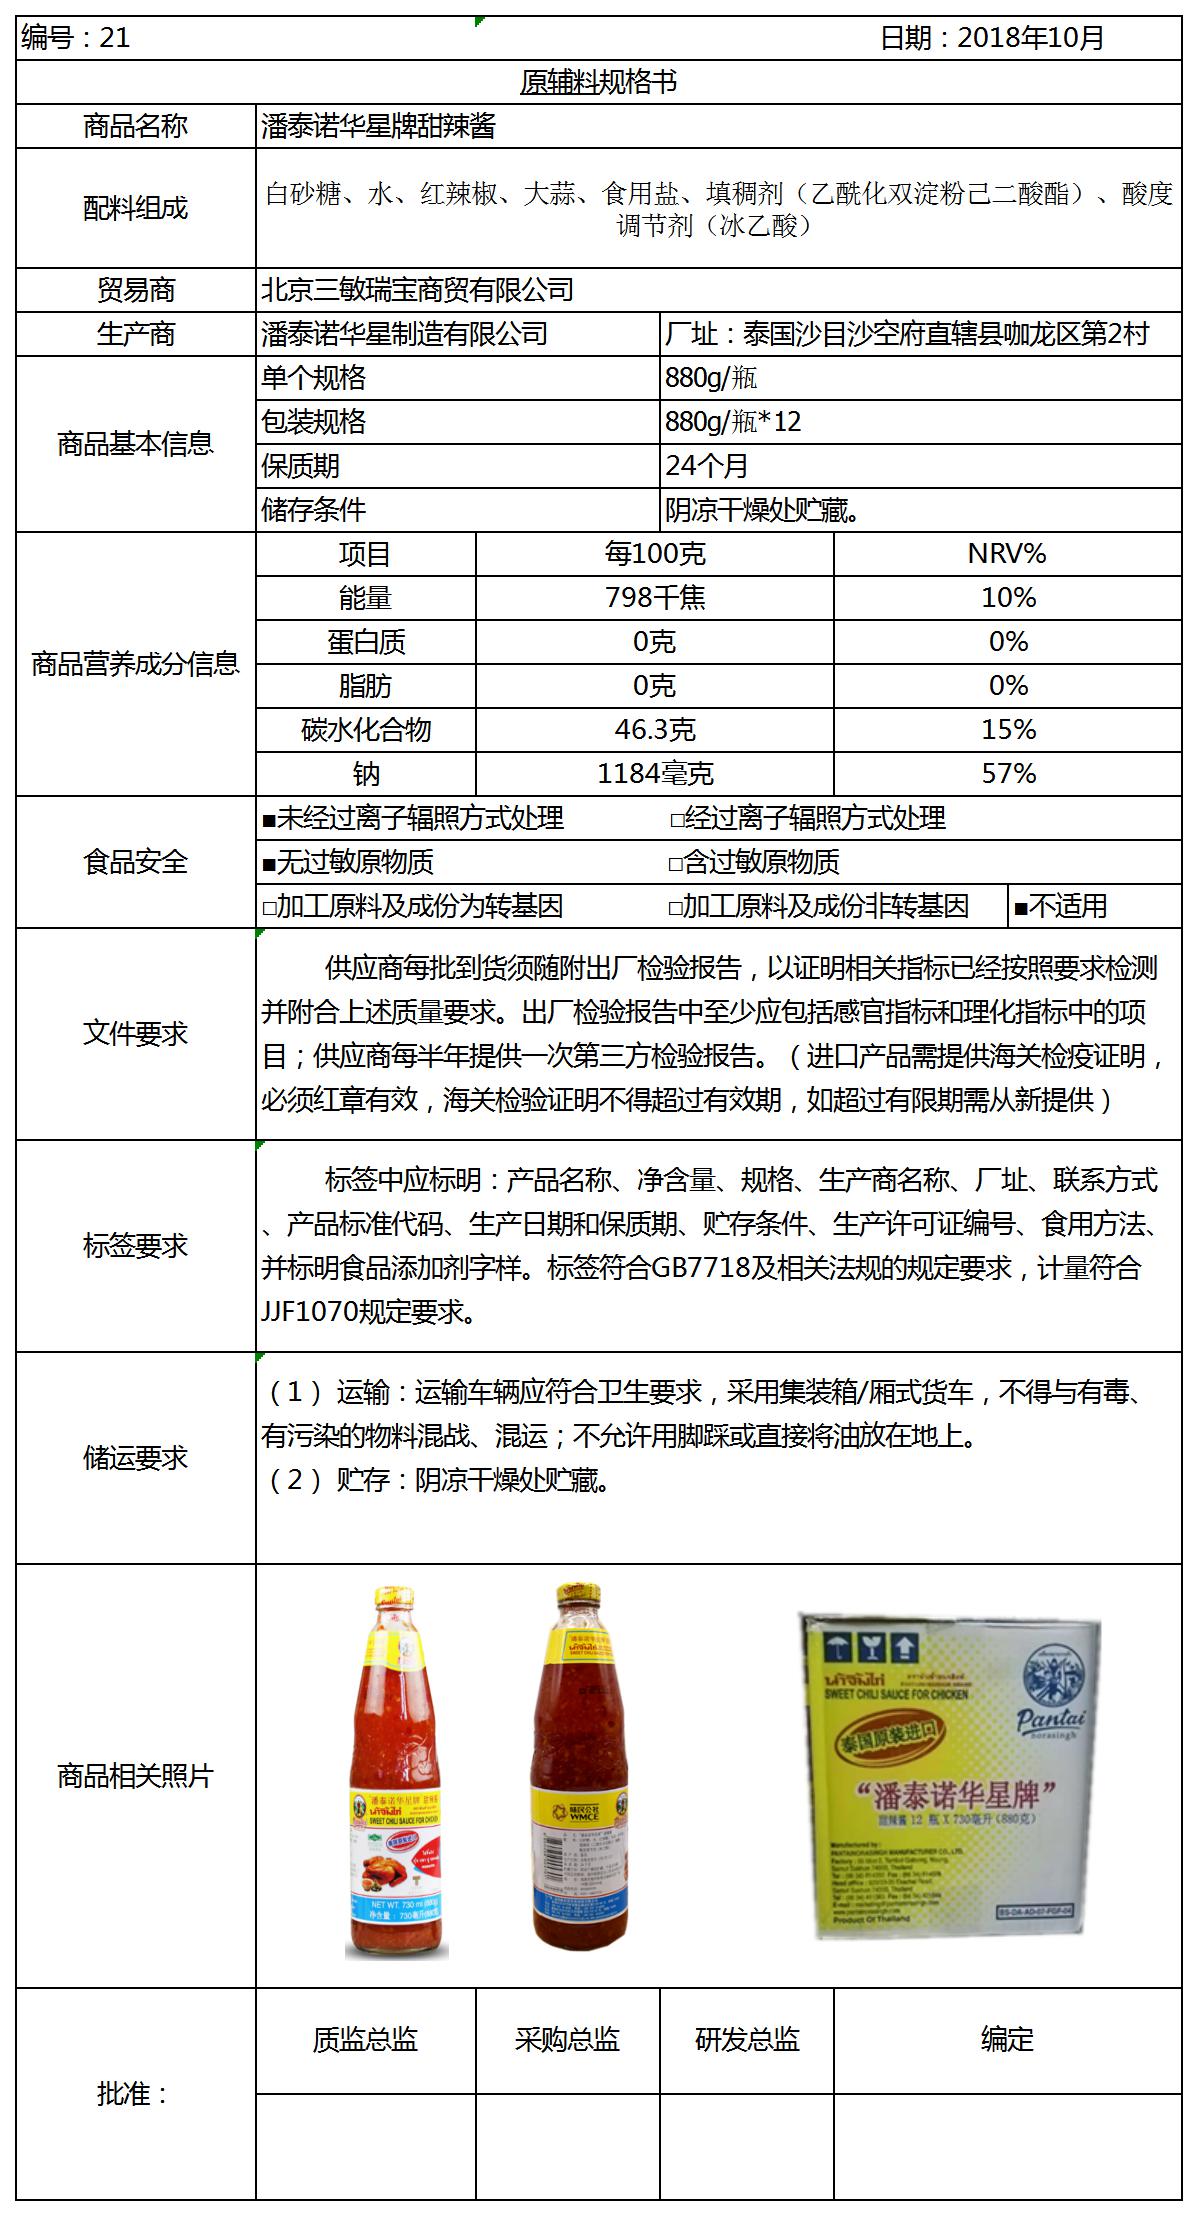 编号：21 日期：2018年10月
原辅料规格书
商品名称 潘泰诺华星牌甜辣酱
配料组成 白砂糖、水、红辣椒、大蒜、食用盐、填稠剂（乙酰化双淀粉己二酸酯）、酸度
调节剂（冰乙酸）
贸易商 北京三敏瑞宝商贸有限公司
生产商 潘泰诺华星制造有限公司 厂址：泰国沙目沙空府直辖县咖龙区第2村
商品基本信息
单个规格 880g/瓶
包装规格 880g/瓶*12
保质期 24个月
储存条件 阴凉干燥处贮藏。
商品营养成分信息
项目 每100克 NRV%
能量 798千焦 10%
蛋白质 0克 0%
脂肪 0克 0%
碳水化合物 46.3克 15%
钠 1184毫克 57%
食品安全
■未经过离子辐照方式处理 □经过离子辐照方式处理
■无过敏原物质 □含过敏原物质
□加工原料及成份为转基因 □加工原料及成份非转基因 ■不适用
文件要求
供应商每批到货须随附出厂检验报告，以证明相关指标已经按照要求检测
并附合上述质量要求。出厂检验报告中至少应包括感官指标和理化指标中的项
目；供应商每半年提供一次第三方检验报告。（进口产品需提供海关检疫证明，
必须红章有效，海关检验证明不得超过有效期，如超过有限期需从新提供）
标签要求
标签中应标明：产品名称、净含量、规格、生产商名称、厂址、联系方式
、产品标准代码、生产日期和保质期、贮存条件、生产许可证编号、食用方法、
并标明食品添加剂字样。标签符合GB7718及相关法规的规定要求，计量符合
JJF1070规定要求。
储运要求
（1） 运输：运输车辆应符合卫生要求，采用集装箱/厢式货车，不得与有毒、
有污染的物料混战、混运；不允许用脚踩或直接将油放在地上。
（2） 贮存：阴凉干燥处贮藏。
商品相关照片
"潘泰诺华星牌 甜辣酱
น้ำจิ้มไก่
SWEET CHILI SAUCE FOR CHICKEN
NET WT. 730 ml (880g)
净含量：730毫升(880克)
น้ำจิ้มไก่
味民公社
WMCE
น้ำจิ้มไก่
SWEET CHILI SAUCE FOR CHICKEN
泰国原装进口
Pantai
norasingh
“潘泰诺华星牌”
甜辣酱 12 瓶 X 730毫升 (880克)
Manufactured by :
PANTAINORASINGH MANUFACTURER CO., LTD.
Product Of Thailand
BS-DA-AD-07-PGF-04
批准：
质监总监 采购总监 研发总监 编定